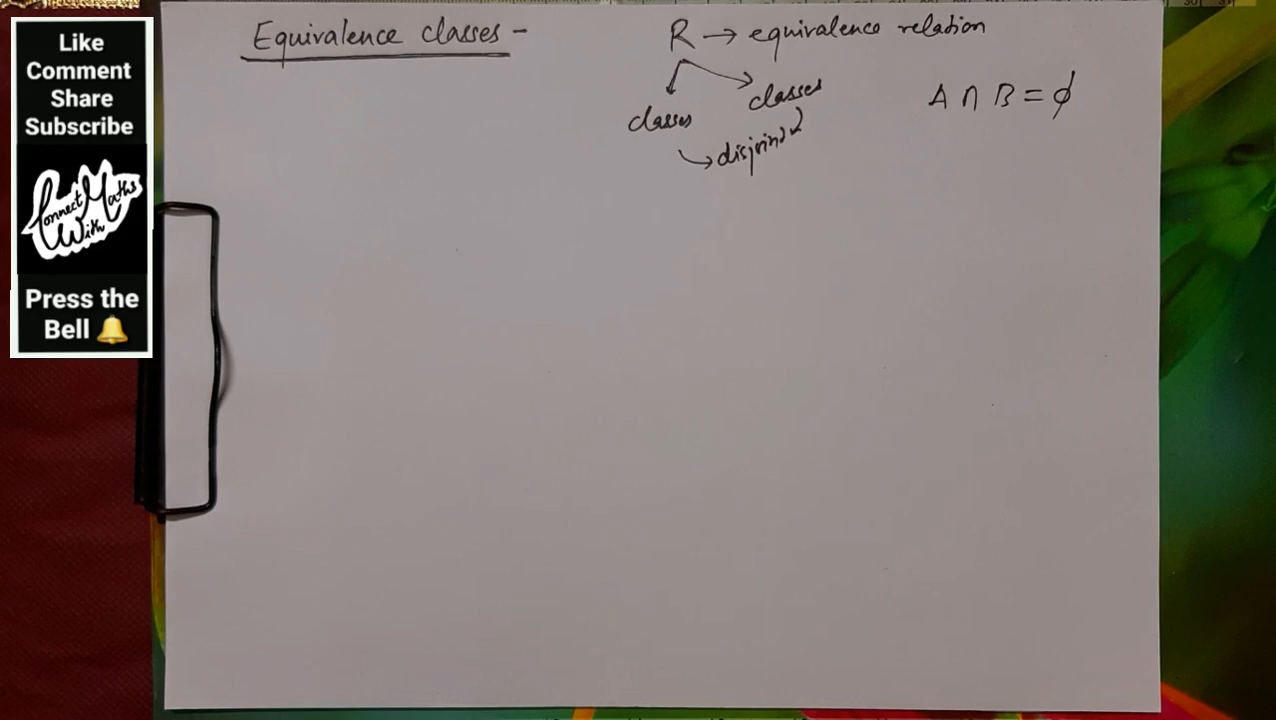 Like
Comment
Share
Subscribe
Connect
With Maths
Press the
Bell
Equivalence classes -
R → equivalence relation
classes
classes
disjoint
A ∩ B = ϕ